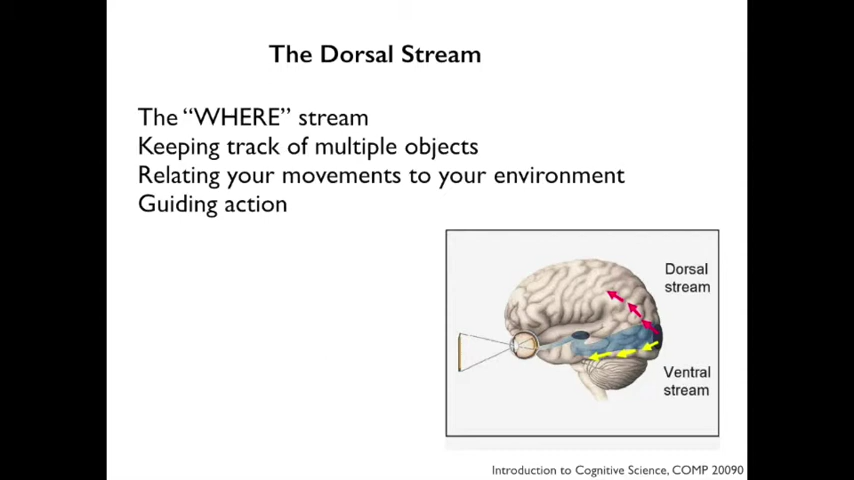 The Dorsal Stream
The “WHERE” stream
Keeping track of multiple objects
Relating your movements to your environment
Guiding action
Dorsal
stream
Ventral
stream
Introduction to Cognitive Science, COMP 20090